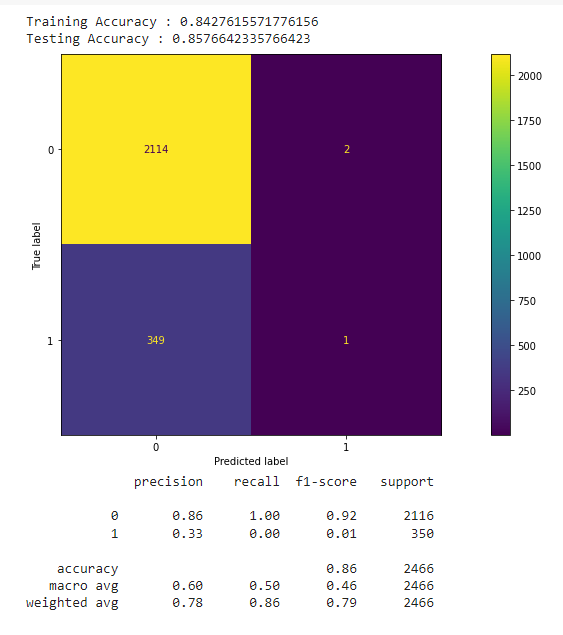 Training Accuracy : 0.8427615571776156
Testing Accuracy : 0.8576642335766423
2000
0 2114 2
1750
1500
True label
1250
1000
750
1 349 1
500
250
0 1
Predicted label
precision recall f1-score support
0 0.86 1.00 0.92 2116
1 0.33 0.00 0.01 350
accuracy 0.86 2466
macro avg 0.60 0.50 0.46 2466
weighted avg 0.78 0.86 0.79 2466